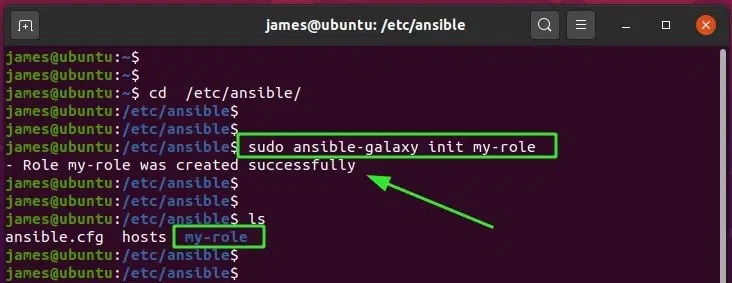 james@ubuntu: /etc/ansible
james@ubuntu:~$
james@ubuntu:~$
james@ubuntu:~$ cd  /etc/ansible/
james@ubuntu:/etc/ansible$
james@ubuntu:/etc/ansible$
james@ubuntu:/etc/ansible$ sudo ansible-galaxy init my-role
- Role my-role was created successfully
james@ubuntu:/etc/ansible$
james@ubuntu:/etc/ansible$
james@ubuntu:/etc/ansible$ ls
ansible.cfg  hosts  my-role
james@ubuntu:/etc/ansible$
james@ubuntu:/etc/ansible$